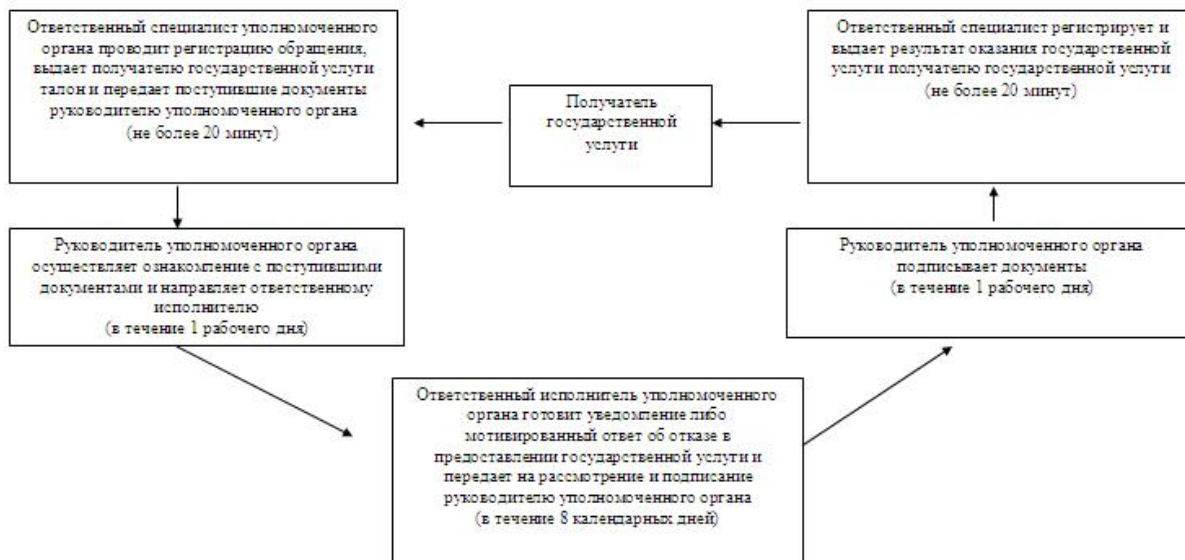 Ответственный специалист уполномоченного
органа проводит регистрацию обращения,
выдает получателю государственной услуги
талон и передает поступившие документы
руководителю уполномоченного органа
(не более 20 минут)
Получатель
государственной
услуги
Ответственный специалист регистрирует и
выдает результат оказания государственной
услуги получателю государственной услуги
(не более 20 минут)
Руководитель уполномоченного органа
осуществляет ознакомление с поступившими
документами и направляет ответственному
исполнителю
(в течение 1 рабочего дня)
Руководитель уполномоченного органа
подписывает документы
(в течение 1 рабочего дня)
Ответственный исполнитель уполномоченного
органа готовит уведомление либо
мотивированный ответ об отказе в
предоставлении государственной услуги и
передает на рассмотрение и подписание
руководителю уполномоченного органа
(в течение 8 календарных дней)